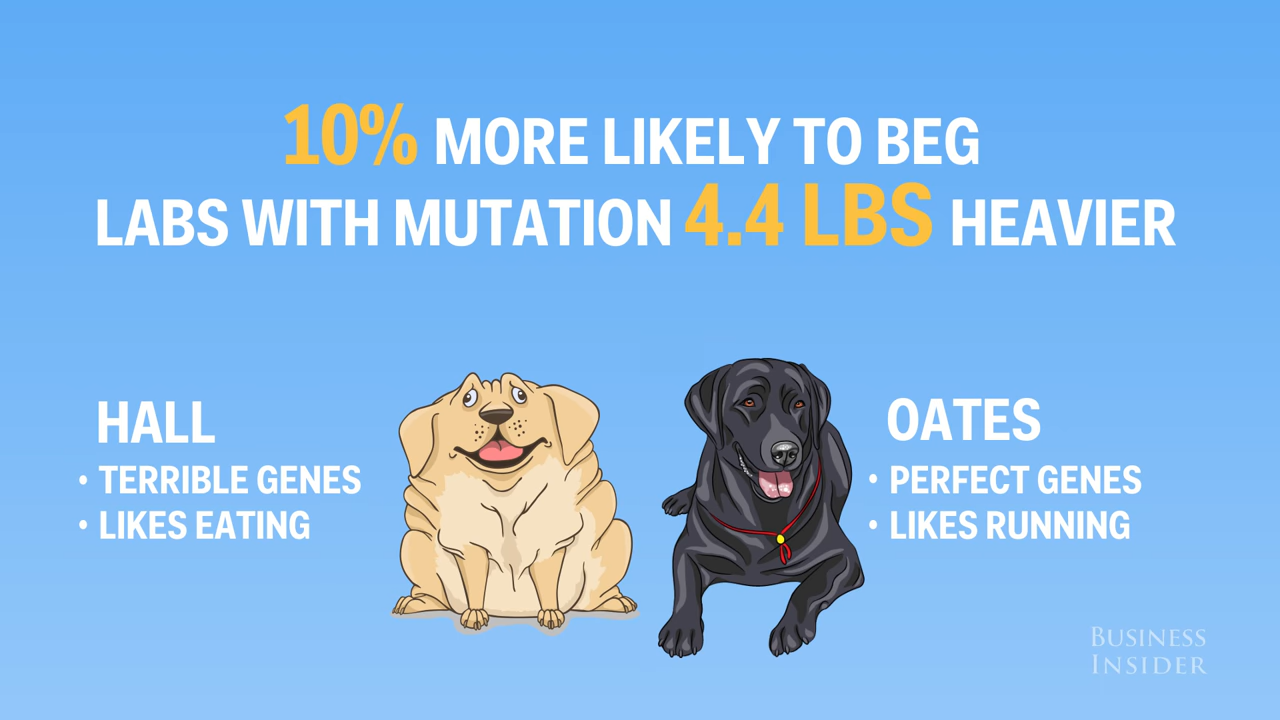 10% MORE LIKELY TO BEG
LABS WITH MUTATION 4.4 LBS HEAVIER
HALL
• TERRIBLE GENES
• LIKES EATING
OATES
• PERFECT GENES
• LIKES RUNNING
BUSINESS
INSIDER